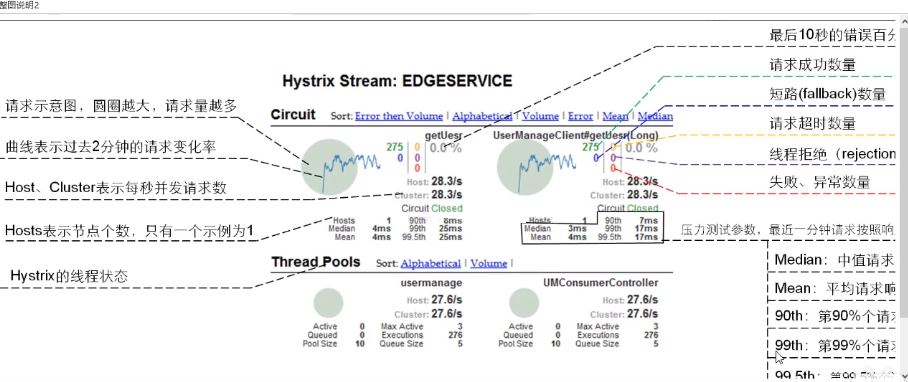 整图说明2
最后10秒的错误百分
请求成功数量
短路(fallback)数量
请求超时数量
线程拒绝（rejection
失败、异常数量
请求示意图，圆圈越大，请求量越多
曲线表示过去2分钟的请求变化率
Host、Cluster表示每秒并发请求数
Hosts表示节点个数，只有一个示例为1
Hystrix的线程状态
Hystrix Stream: EDGESERVICE
Circuit Sort: Error then Volume | Alphabetical | Volume | Error | Mean | Median
getUesr
275 0 0.0 %
0 0
0
Host: 28.3/s
Cluster: 28.3/s
Circuit Closed
Hosts 1 90th 8ms
Median 4ms 99th 25ms
Mean 4ms 99.5th 25ms
UserManageClient#getUesr(Long)
275 0 0.0 %
0 0
0
Host: 28.3/s
Cluster: 28.3/s
Circuit Closed
Hosts 1 90th 7ms
Median 3ms 99th 17ms
Mean 4ms 99.5th 17ms
Thread Pools Sort: Alphabetical | Volume |
usermanage
Host: 27.6/s
Cluster: 27.6/s
Active 0 Max Active 3
Queued 0 Executions 276
Pool Size 10 Queue Size 5
UMConsumerController
Host: 27.6/s
Cluster: 27.6/s
Active 0 Max Active 3
Queued 0 Executions 275
Pool Size 10 Queue Size 5
压力测试参数，最近一分钟请求按照响
Median：中值请求
Mean：平均请求响
90th：第90%个请求
99th：第99%个请求
99.5th：第99.5%个请